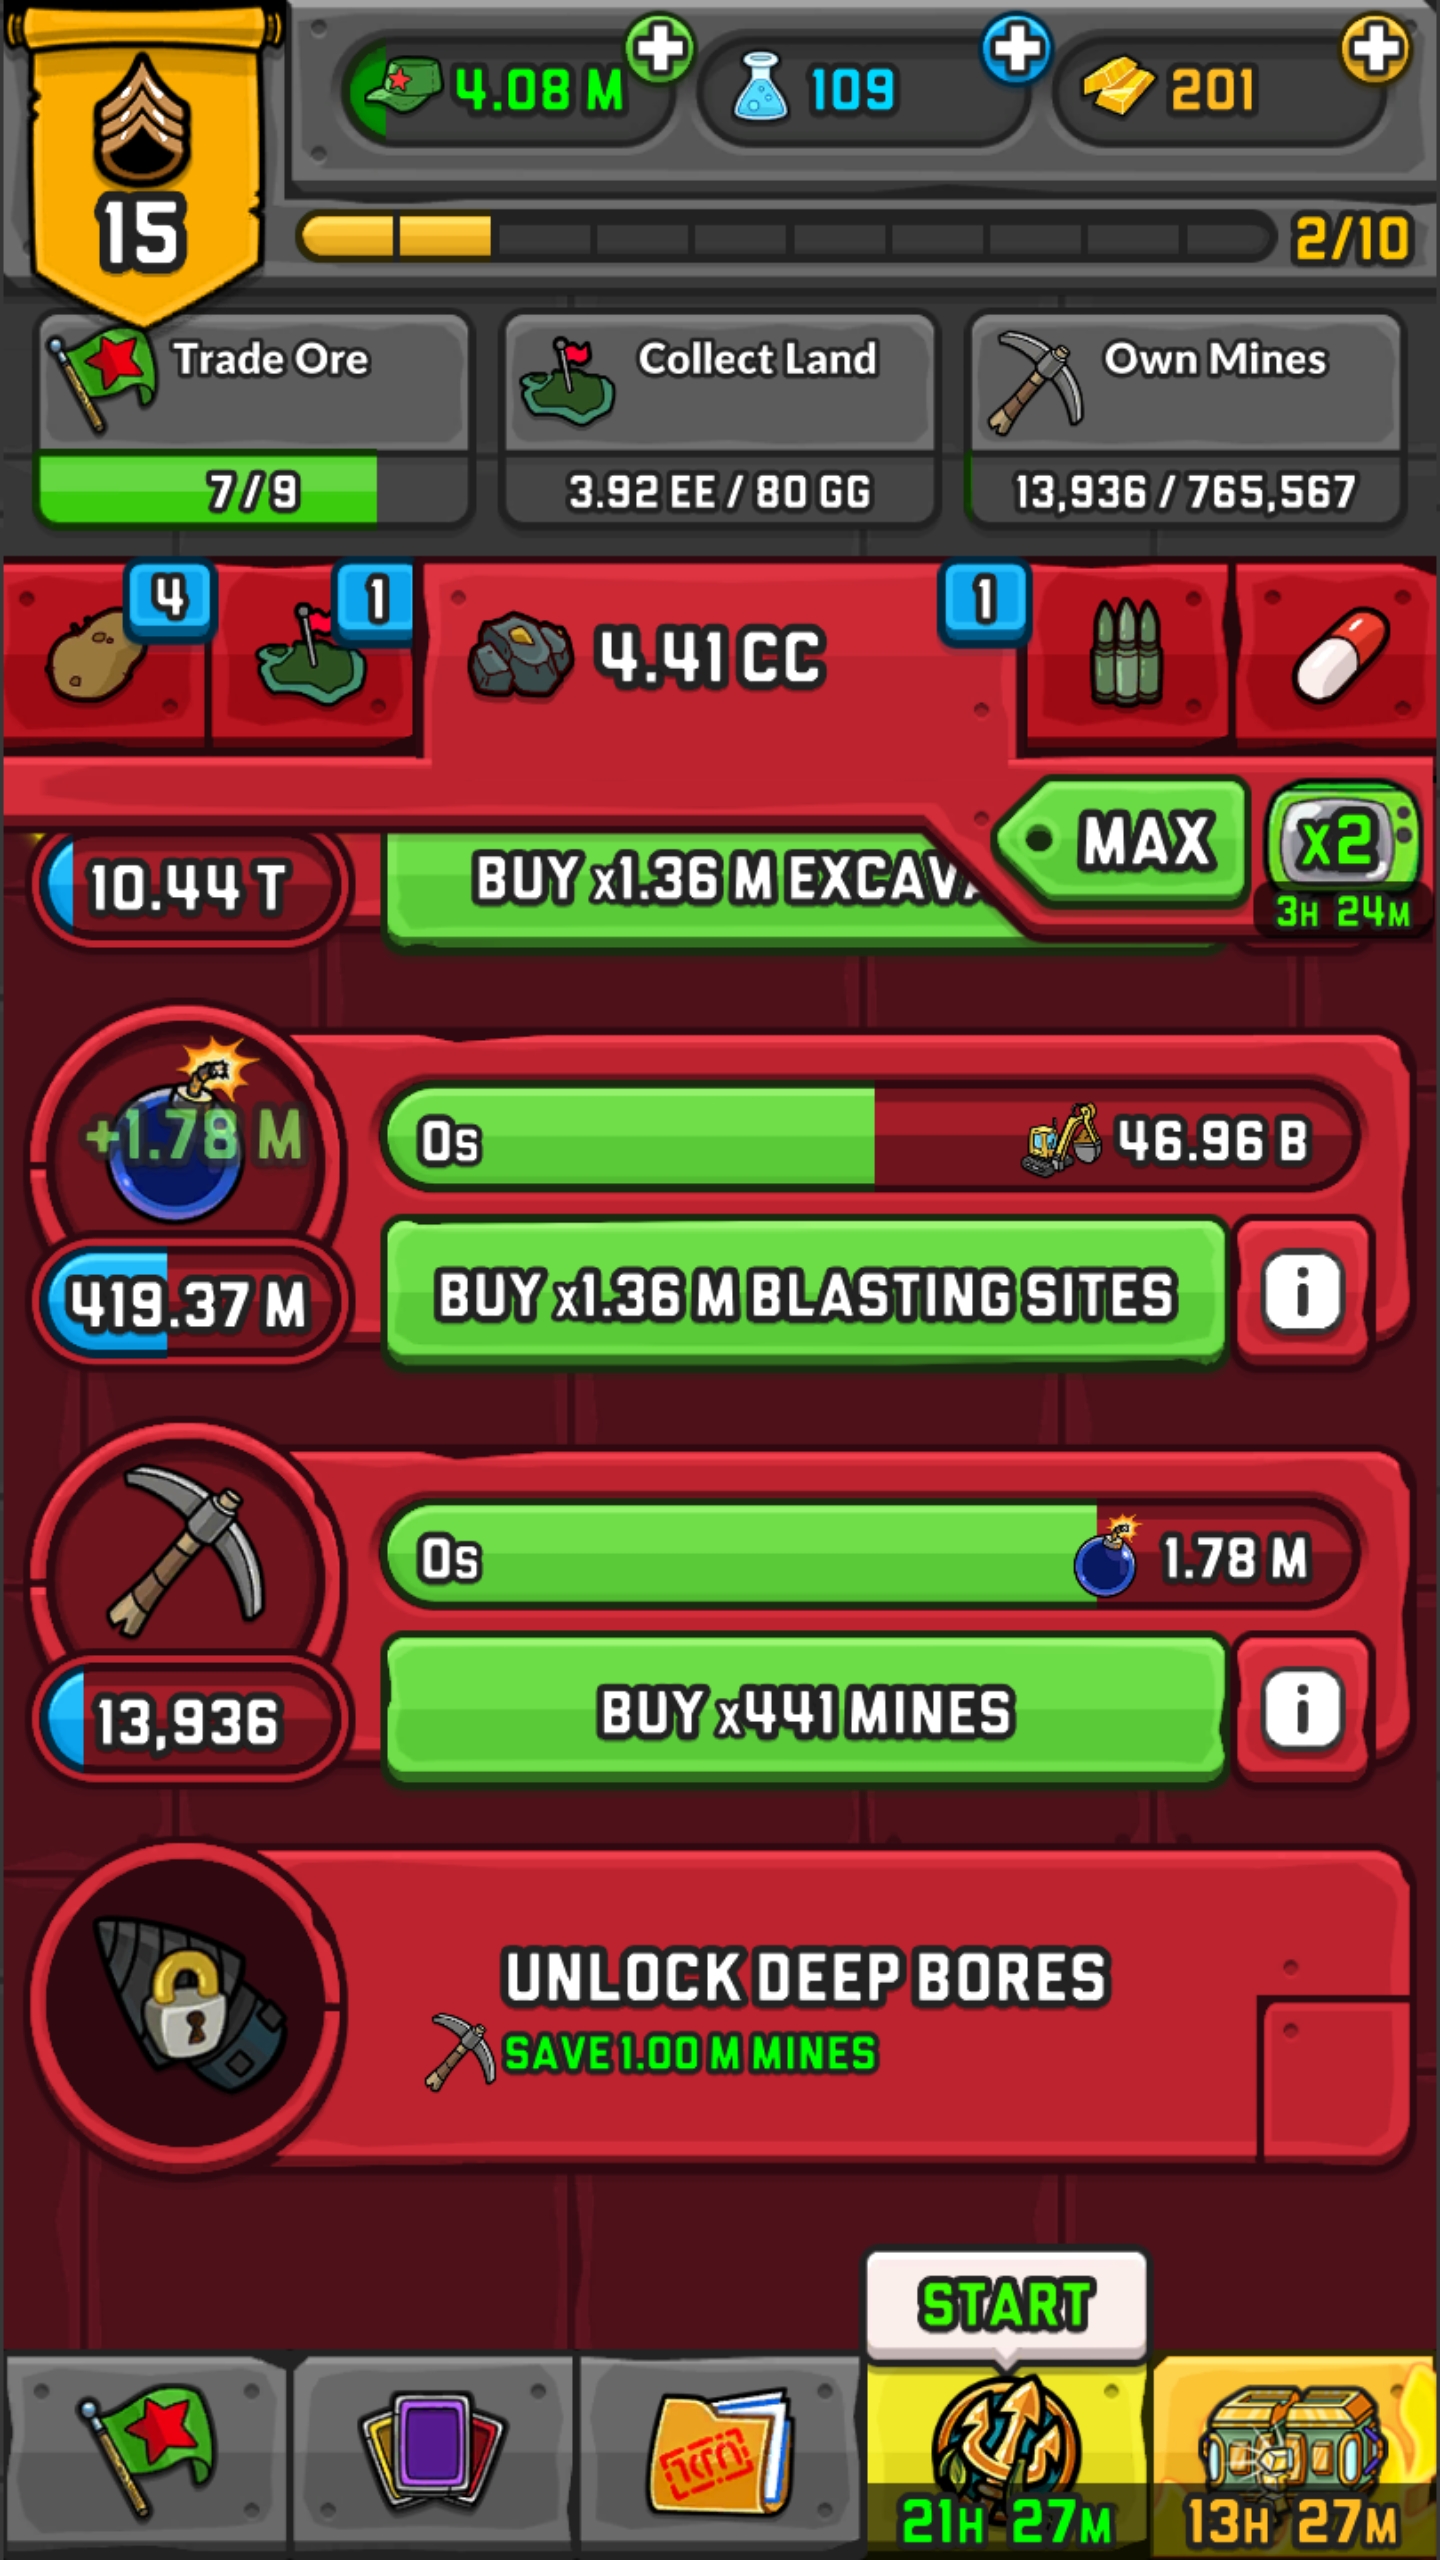 4.08 M
109
201
15
2/10
Trade Ore
Collect Land
Own Mines
7/9
3.92 EE / 80 GG
13,936 / 765,567
4
1
4.41 CC
1
MAX
x2
3H 24M
10.44 T
BUY x1.36 M EXCAVA
+1.78 M
0s
46.96 B
419.37 M
BUY x1.36 M BLASTING SITES
i
0s
1.78 M
13,936
BUY x441 MINES
i
UNLOCK DEEP BORES
SAVE 1.00 M MINES
START
21H 27M
13H 27M